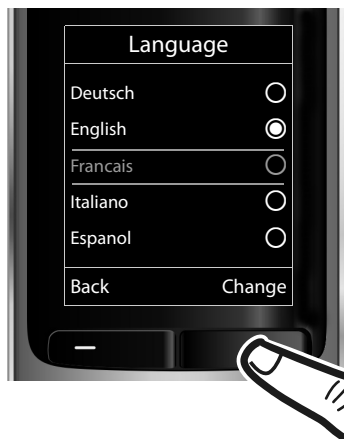 Language
Deutsch
English
Francais
Italiano
Espanol
Back Change